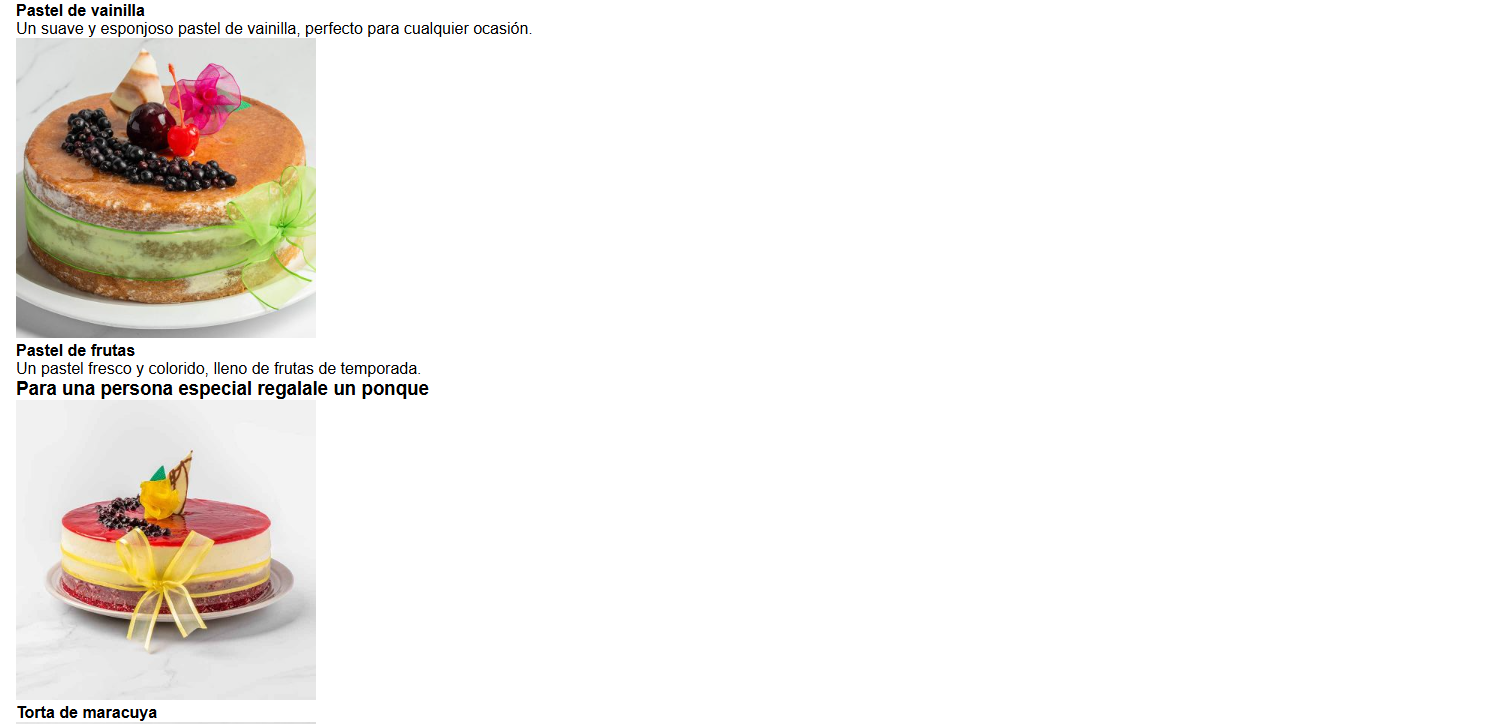 Pastel de vainilla
Un suave y esponjoso pastel de vainilla, perfecto para cualquier ocasión.
Pastel de frutas
Un pastel fresco y colorido, lleno de frutas de temporada.
Para una persona especial regalale un ponque
Torta de maracuya